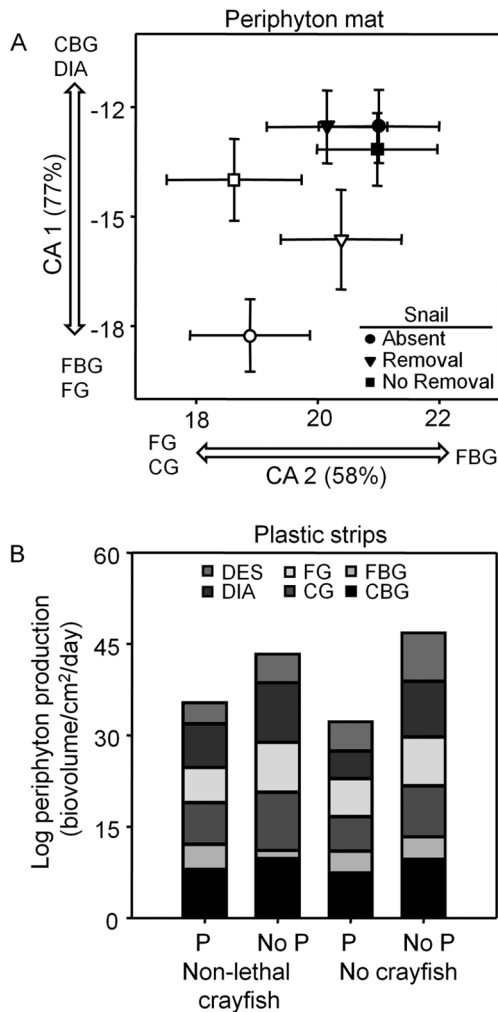 A
Periphyton mat
CBG
DIA
CA 1 (77%)
FBG
FG
-12
-15
-18
Snail
Absent
Removal
No Removal
18 20 22
FG
CG
CA 2 (58%)
FBG
B
Plastic strips
Log periphyton production
(biovolume/cm²/day)
60
45
30
15
0
DES FG FBG
DIA CG CBG
P No P P No P
Non-lethal crayfish
No crayfish